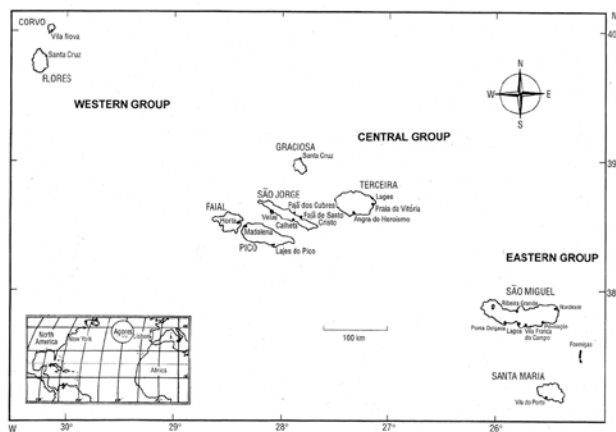 N
N
40
CORVO
Vila Nova
Santa Cruz
FLORES
WESTERN GROUP
N
W
E
S
CENTRAL GROUP
GRACIOSA
Santa Cruz
39
SÃO JORGE
TERCEIRA
Lages
Praia da Vitória
Angra do Heroismo
FAIAL
Horta
Velas
Fajã dos Cubres
Fajã de Santo
Cristo
Calheta
Madalena
PICO
Lajes do Pico
EASTERN GROUP
38
SÃO MIGUEL
Ribeira Grande
Nordeste
Ponta Delgada
Lagoa
Vila Franca
do Campo
Povoação
Formigas
100 km
SANTA MARIA
Vila do Porto
North
America
New York
Açores
Lisbon
Africa
W
30°
29°
28°
27°
26°
W